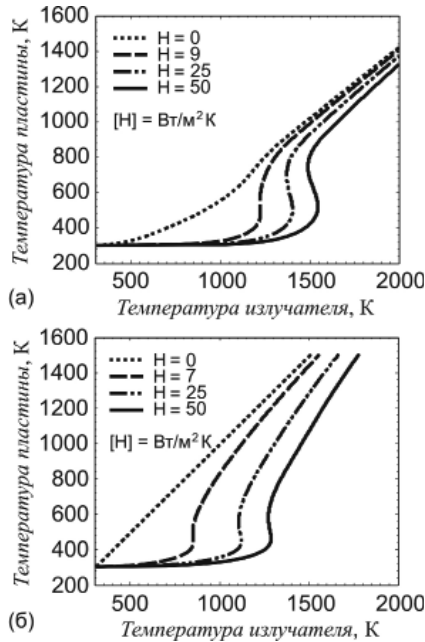 1600
1400
1200
1000
800
600
400
200
Температура пластины, К
H = 0
H = 9
H = 25
H = 50
[H] = Вт/м²К
500 1000 1500 2000
(а)
Температура излучателя, К
1600
1400
1200
1000
800
600
400
200
Температура пластины, К
H = 0
H = 7
H = 25
H = 50
[H] = Вт/м²К
500 1000 1500 2000
(б)
Температура излучателя, К